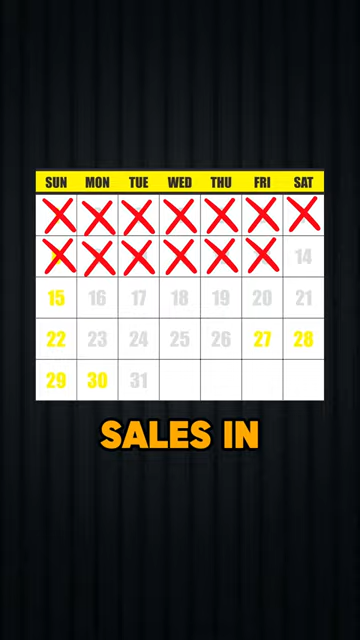 SUN MON TUE WED THU FRI SAT
14
15 16 17 18 19 20 21
22 23 24 25 26 27 28
29 30 31
SALES IN